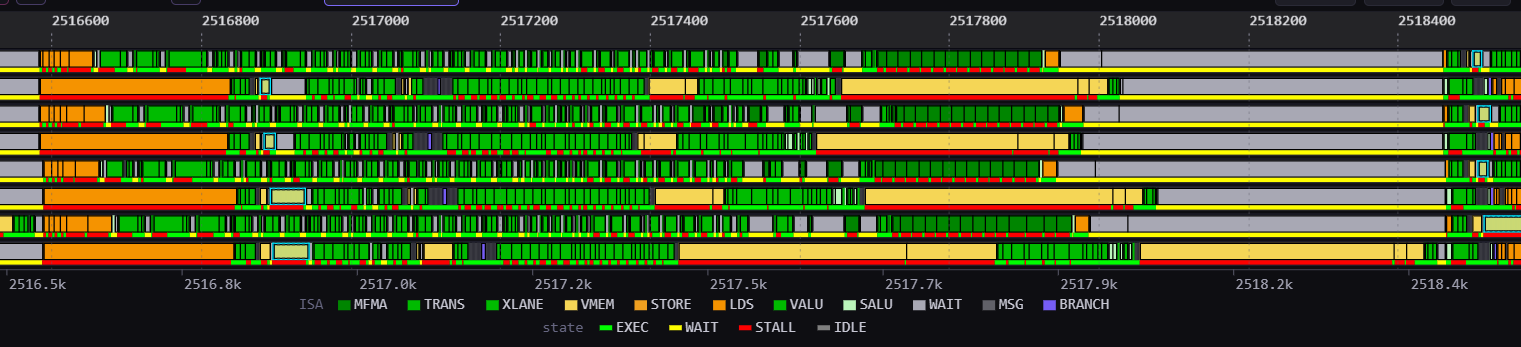 2516600 2516800 2517000 2517200 2517400 2517600 2517800 2518000 2518200 2518400
2516.5k 2516.8k 2517.0k 2517.2k 2517.5k 2517.7k 2517.9k 2518.2k 2518.4k
ISA MFMA TRANS XLANE VMEM STORE LDS VALU SALU WAIT MSG BRANCH
state EXEC WAIT STALL IDLE